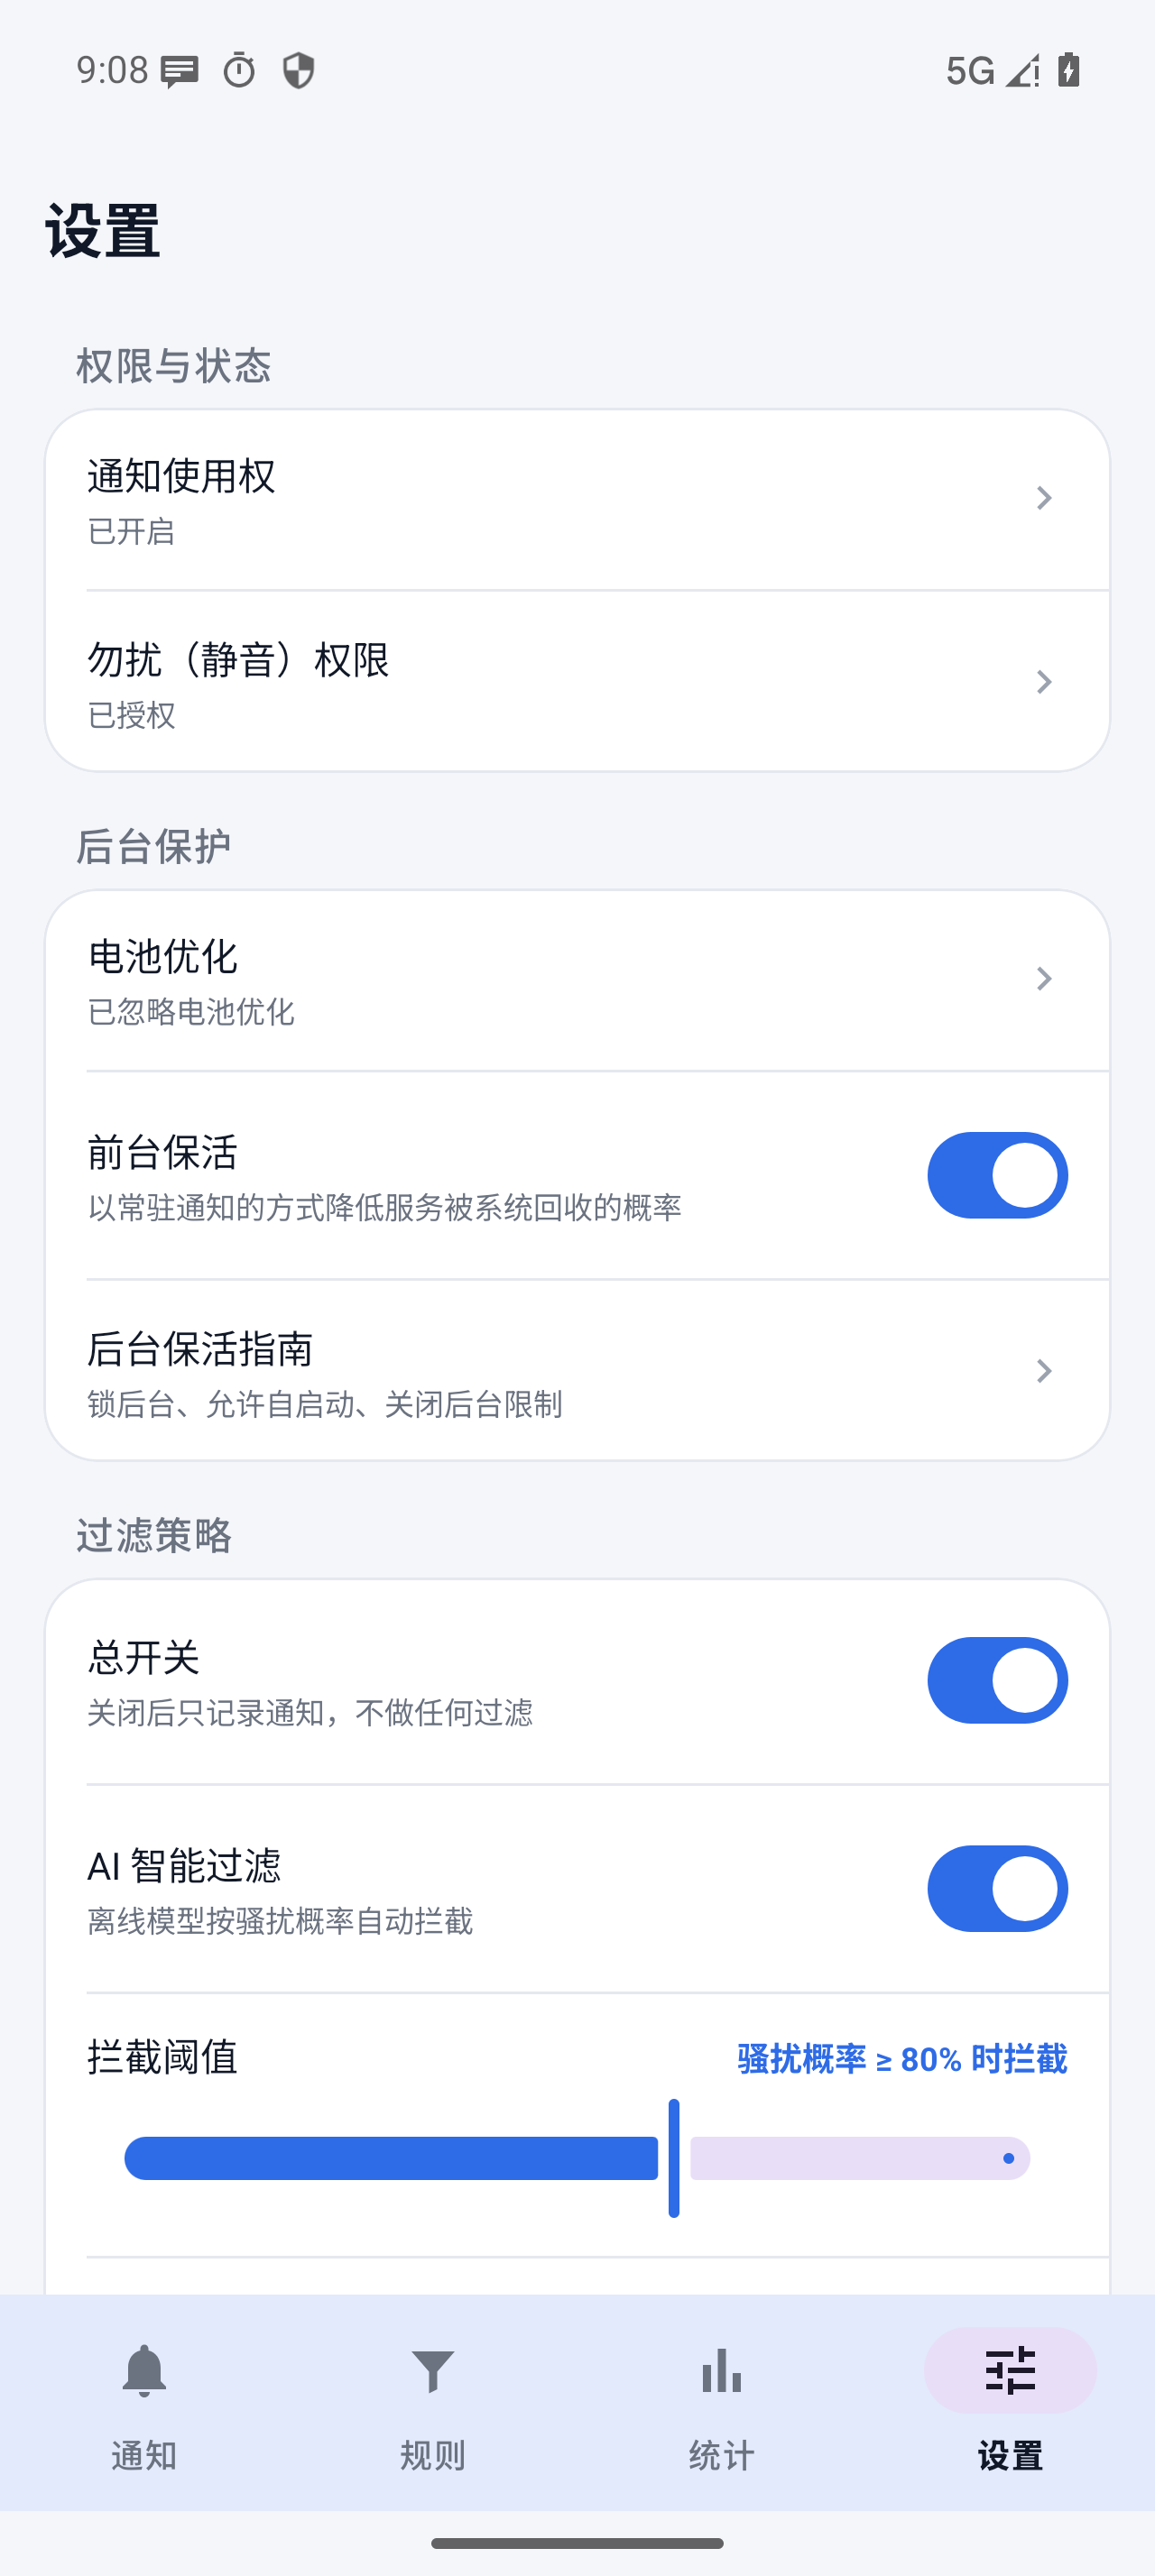 9:08
5G
设置
权限与状态
通知使用权
已开启
勿扰（静音）权限
已授权
后台保护
电池优化
已忽略电池优化
前台保活
以常驻通知的方式降低服务被系统回收的概率
后台保活指南
锁后台、允许自启动、关闭后台限制
过滤策略
总开关
关闭后只记录通知，不做任何过滤
AI 智能过滤
离线模型按骚扰概率自动拦截
拦截阈值
骚扰概率 ≥ 80% 时拦截
通知
规则
统计
设置